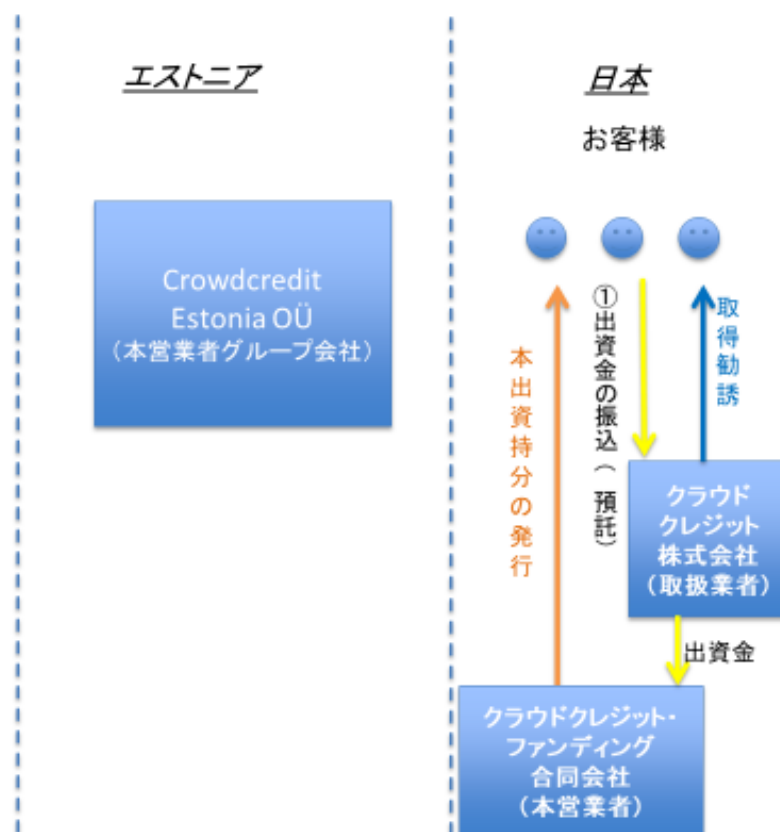 エストニア
日本
お客様
Crowdcredit
Estonia OÜ
（本営業者グループ会社）
本出資持分の発行
①出資金の振込（預託）
取得勧誘
クラウド
クレジット
株式会社
（取扱業者）
出資金
クラウドクレジット・
ファンディング
合同会社
（本営業者）